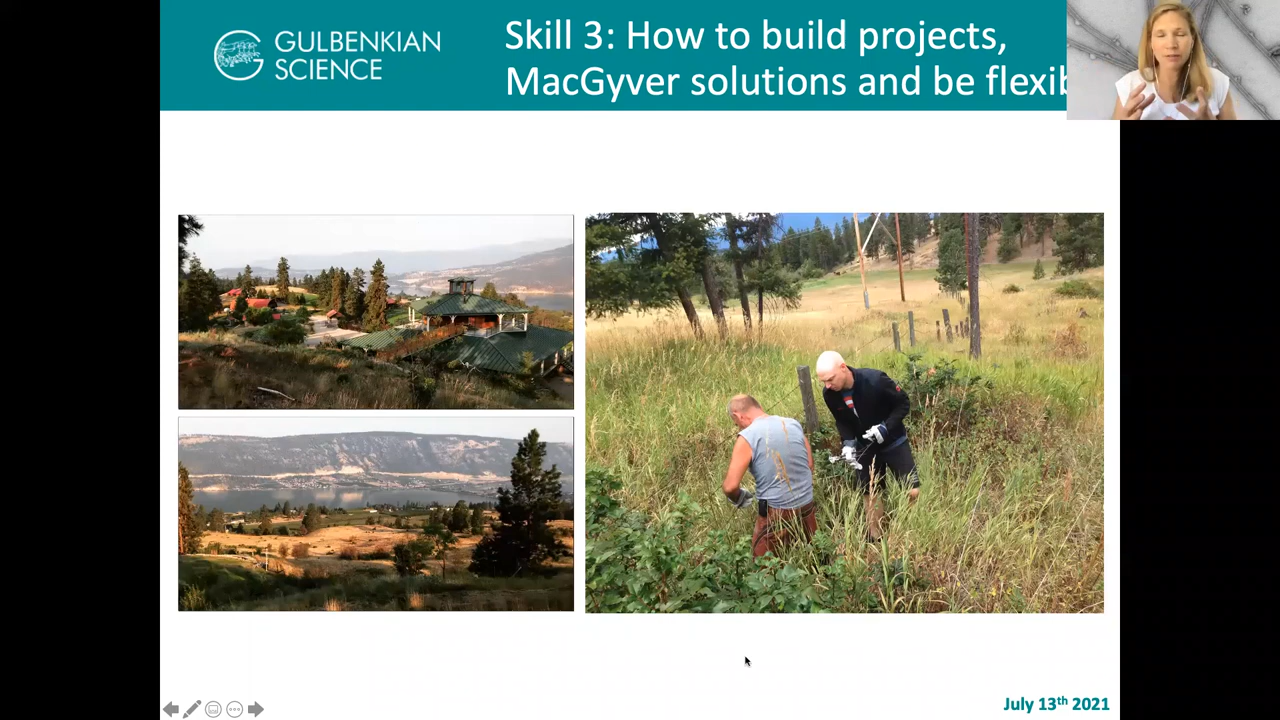 GULBENKIAN
SCIENCE
Skill 3: How to build projects,
MacGyver solutions and be flexib
July 13th 2021